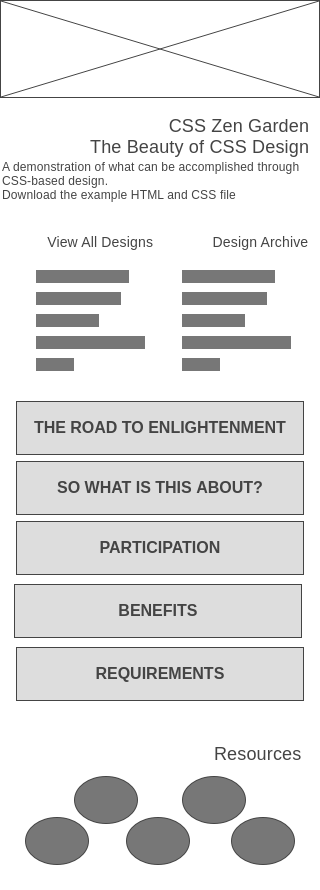 CSS Zen Garden
The Beauty of CSS Design
A demonstration of what can be accomplished through
CSS-based design.
Download the example HTML and CSS file
View All Designs
Design Archive
THE ROAD TO ENLIGHTENMENT
SO WHAT IS THIS ABOUT?
PARTICIPATION
BENEFITS
REQUIREMENTS
Resources